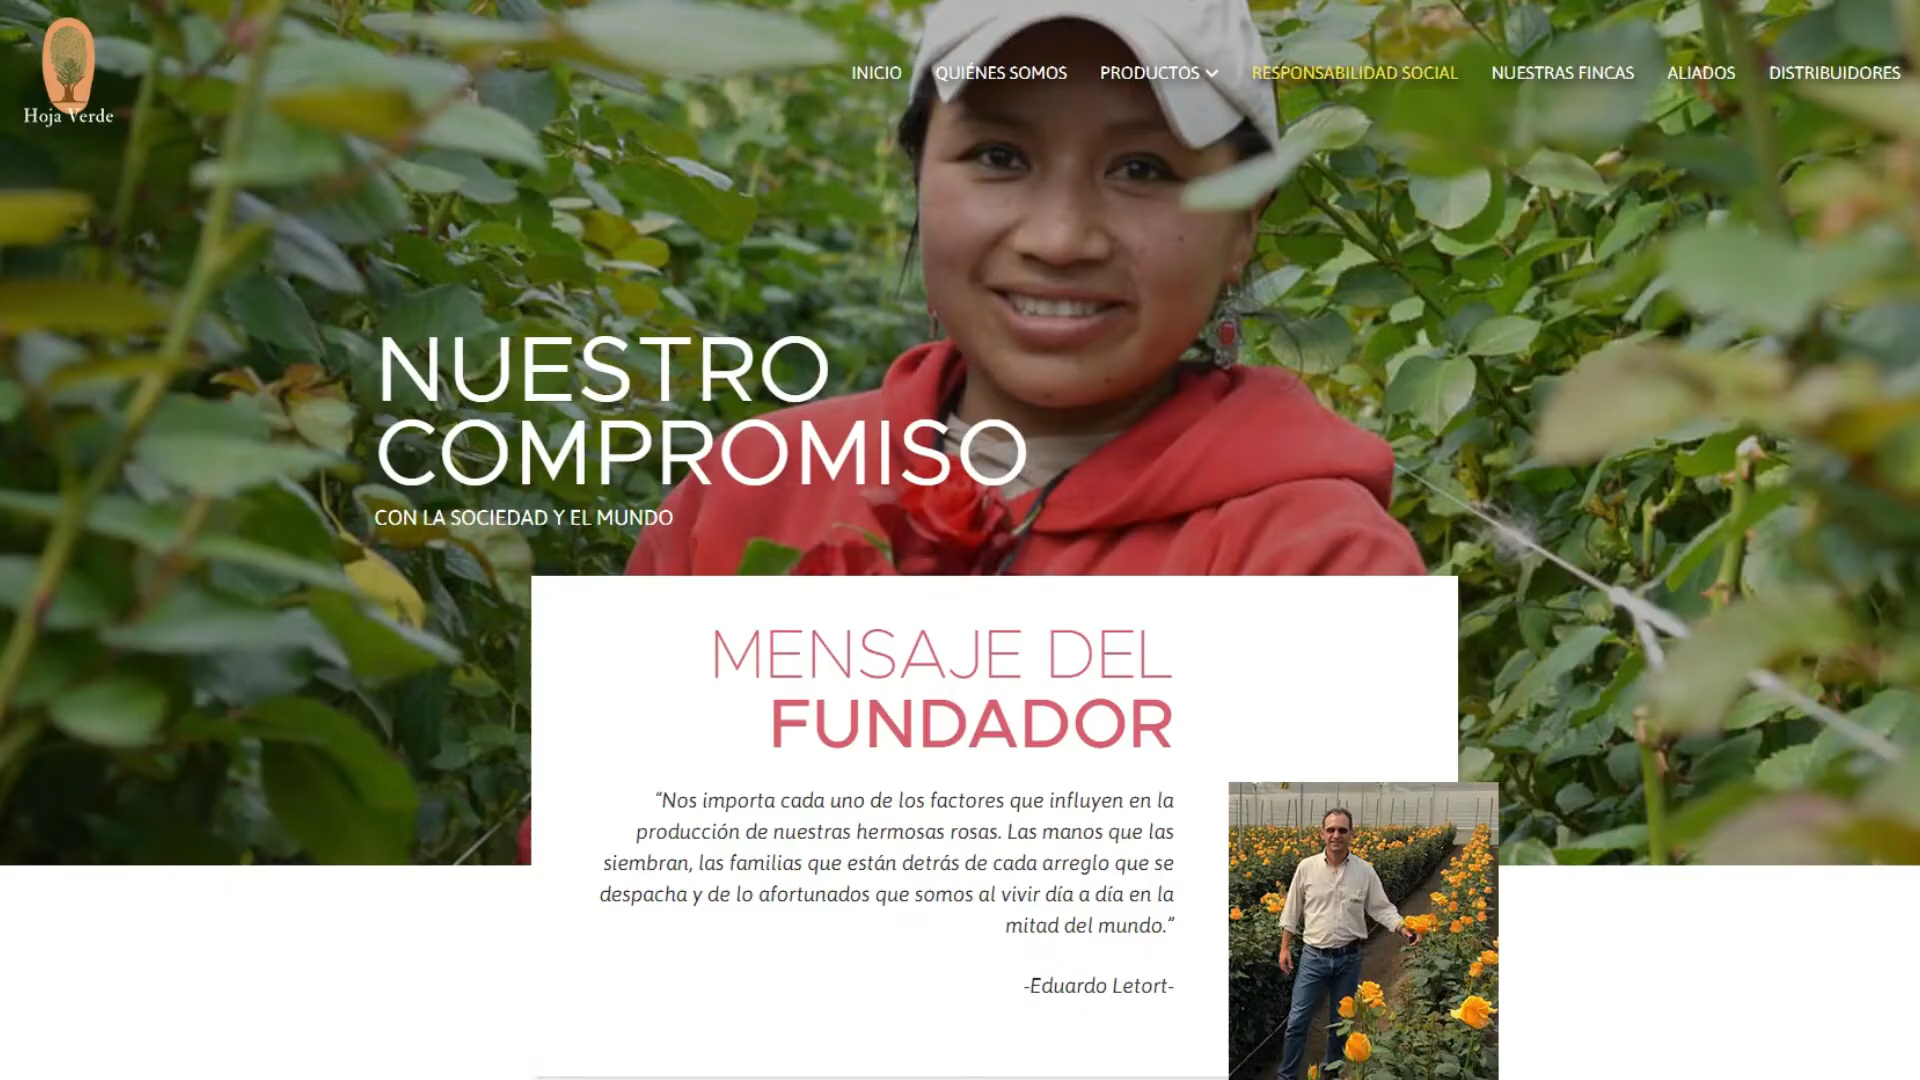 Hoja Verde
INICIO QUIÉNES SOMOS PRODUCTOS RESPONSABILIDAD SOCIAL NUESTRAS FINCAS ALIADOS DISTRIBUIDORES
NUESTRO
COMPROMISO
CON LA SOCIEDAD Y EL MUNDO
MENSAJE DEL
FUNDADOR
“Nos importa cada uno de los factores que influyen en la
producción de nuestras hermosas rosas. Las manos que las
siembran, las familias que están detrás de cada arreglo que se
despacha y de lo afortunados que somos al vivir día a día en la
mitad del mundo.”
-Eduardo Letort-